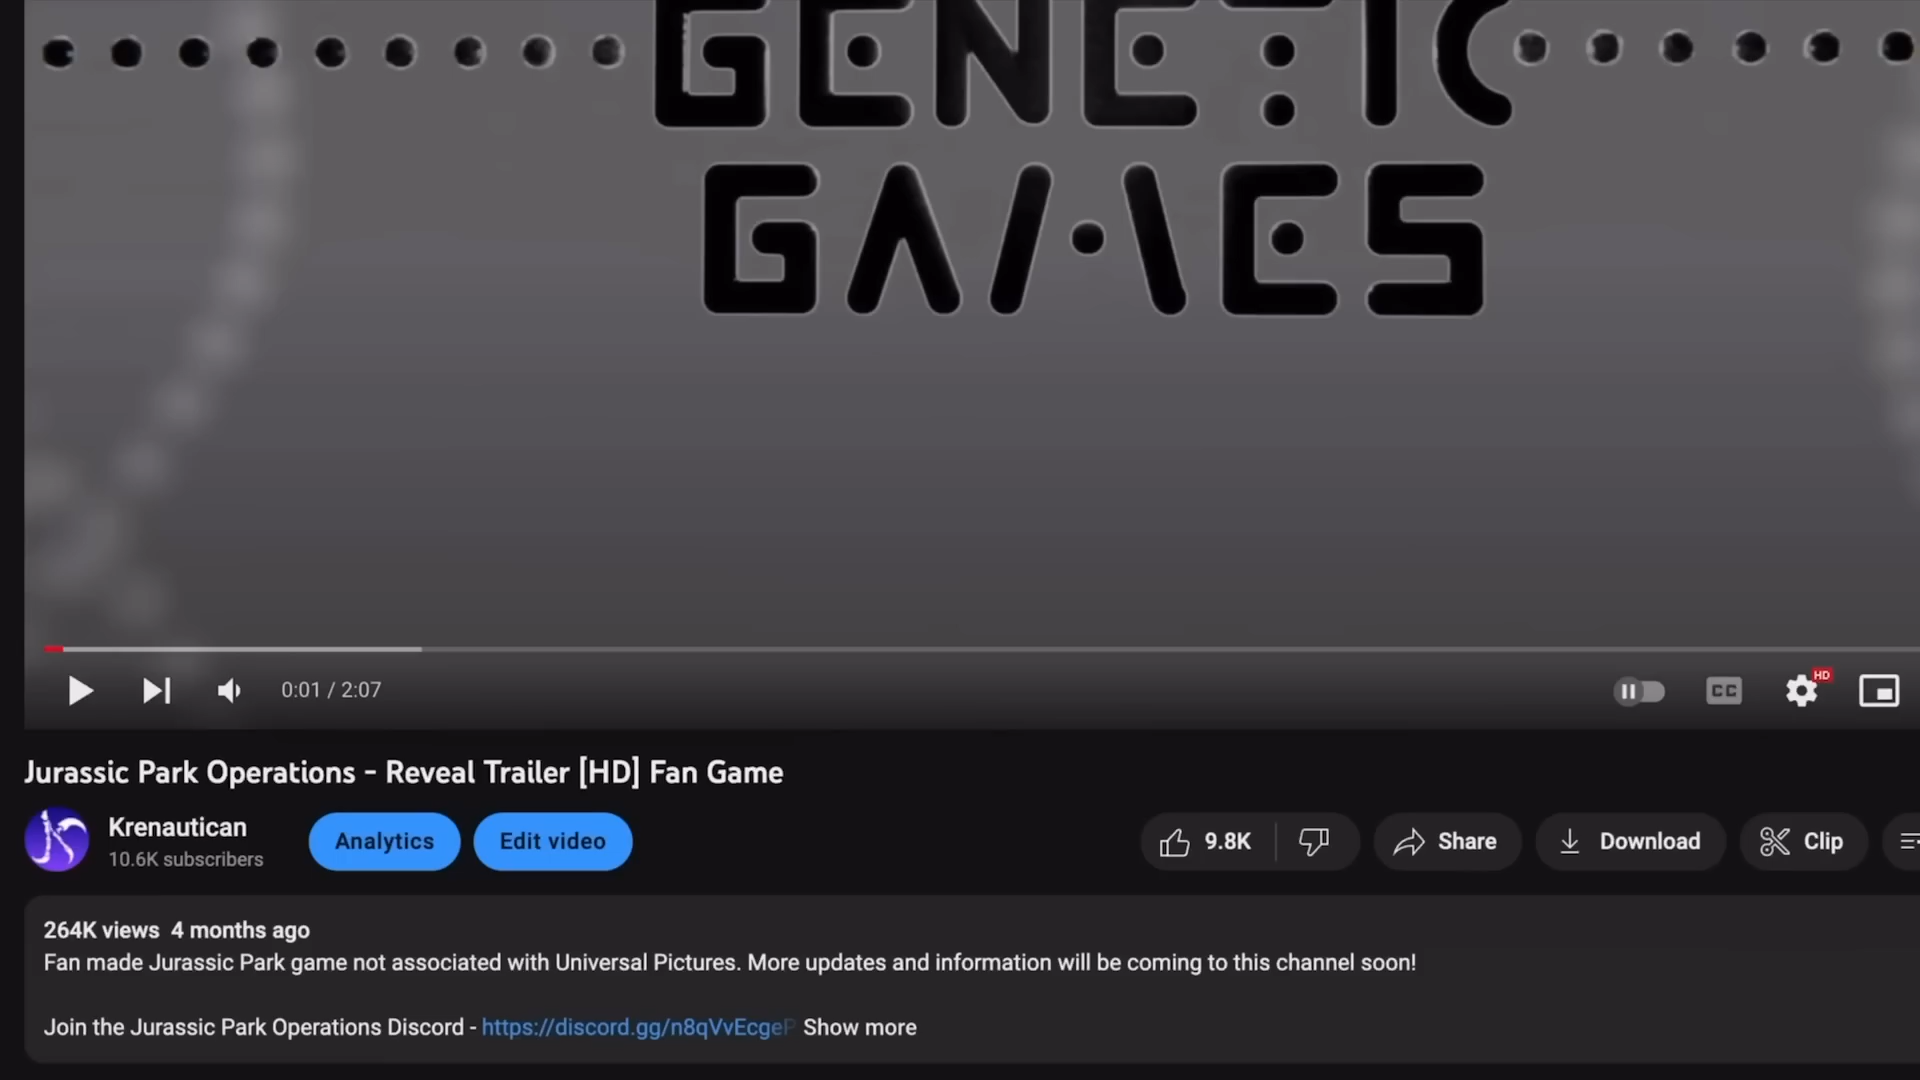 GENETIC
GAMES
0:01 / 2:07
CC
HD
Jurassic Park Operations - Reveal Trailer [HD] Fan Game
Krenautican
10.6K subscribers
Analytics
Edit video
9.8K
Share
Download
Clip
264K views 4 months ago
Fan made Jurassic Park game not associated with Universal Pictures. More updates and information will be coming to this channel soon!
Join the Jurassic Park Operations Discord - https://discord.gg/n8qVvEcgeP Show more